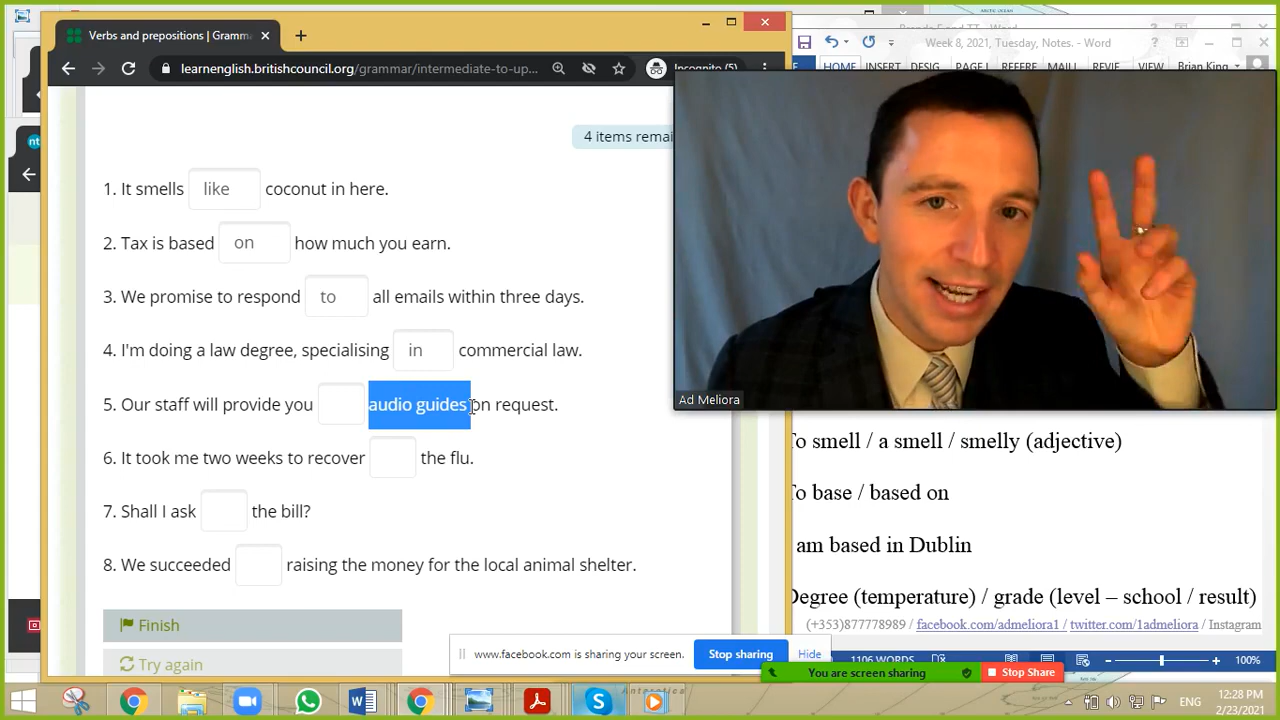 Verbs and prepositions | Gramma
Week 8, 2021, Tuesday, Notes. - Word
learnenglish.britishcouncil.org/grammar/intermediate-to-up...
Incognito (5)
HOME INSERT DESIG PAGE L REFERE MAILI REVIE VIEW Brian King
4 items remai
1. It smells like coconut in here.
2. Tax is based on how much you earn.
3. We promise to respond to all emails within three days.
4. I'm doing a law degree, specialising in commercial law.
5. Our staff will provide you audio guides on request.
6. It took me two weeks to recover the flu.
7. Shall I ask the bill?
8. We succeeded raising the money for the local animal shelter.
Finish
Try again
Ad Meliora
To smell / a smell / smelly (adjective)
To base / based on
am based in Dublin
Degree (temperature) / grade (level – school / result)
(+353)877778989 / facebook.com/admeliora1 / twitter.com/1admeliora / Instagram
www.facebook.com is sharing your screen. Stop sharing Hide
1106 WORDS 100%
You are screen sharing Stop Share
ENG
12:28 PM
2/23/2021